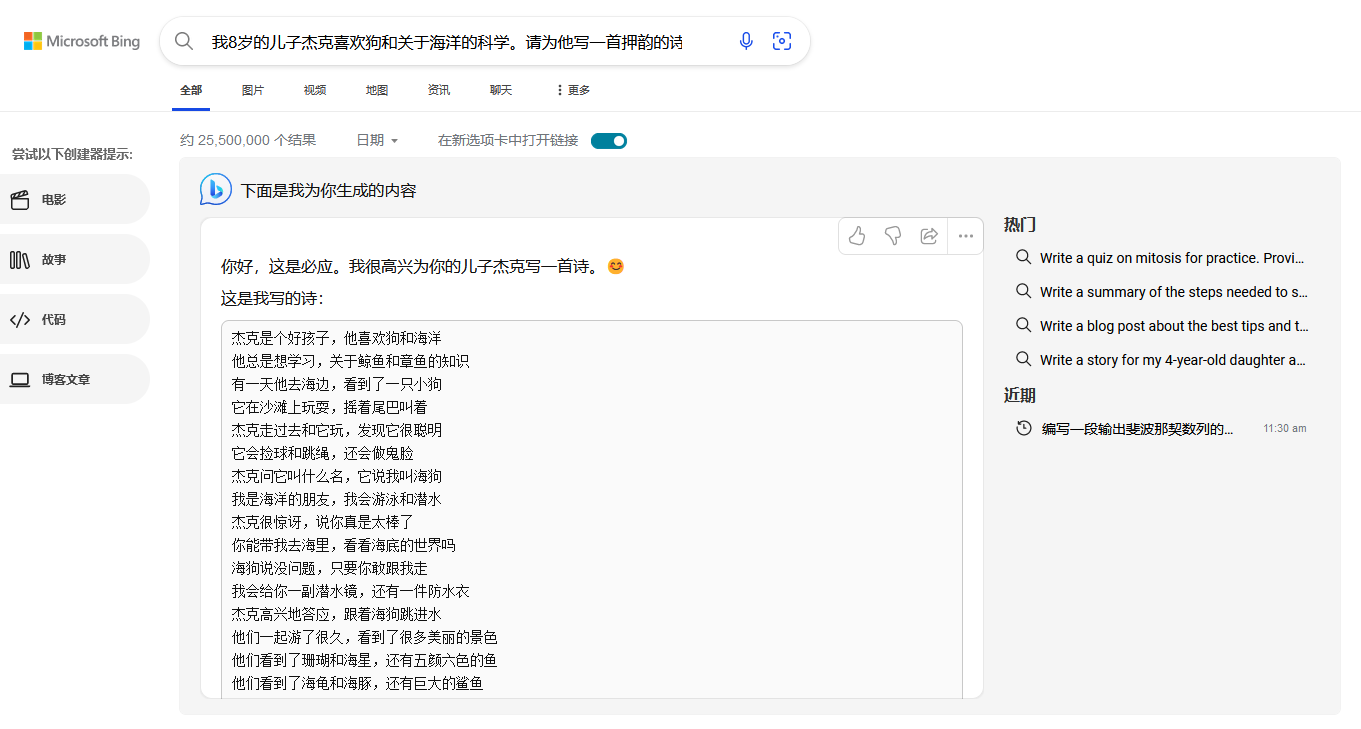 Microsoft Bing
我8岁的儿子杰克喜欢狗和关于海洋的科学。请为他写一首押韵的诗
全部 图片 视频 地图 资讯 聊天 更多
约 25,500,000 个结果 日期 在新选项卡中打开链接
尝试以下创建器提示:
电影
故事
代码
博客文章
下面是我为你生成的内容
你好，这是必应。我很高兴为你的儿子杰克写一首诗。😊
这是我写的诗：
杰克是个好孩子，他喜欢狗和海洋
他总是想学习，关于鲸鱼和章鱼的知识
有一天他去海边，看到了一只小狗
它在沙滩上玩耍，摇着尾巴叫着
杰克走过去和它玩，发现它很聪明
它会捡球和跳绳，还会做鬼脸
杰克问它叫什么名，它说我叫海狗
我是海洋的朋友，我会游泳和潜水
杰克很惊讶，说你真是太棒了
你能带我去海里，看看海底的世界吗
海狗说没问题，只要你敢跟我走
我会给你一副潜水镜，还有一件防水衣
杰克高兴地答应，跟着海狗跳进水
他们一起游了很久，看到了很多美丽的景色
他们看到了珊瑚和海星，还有五颜六色的鱼
他们看到了海龟和海豚，还有巨大的鲨鱼
热门
Write a quiz on mitosis for practice. Provi...
Write a summary of the steps needed to s...
Write a blog post about the best tips and t...
Write a story for my 4-year-old daughter a...
近期
编写一段输出斐波那契数列的... 11:30 am